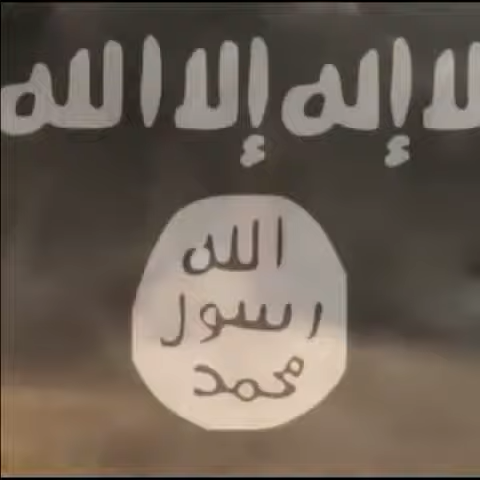 لا إله إلا الله
الله
رسول
محمد